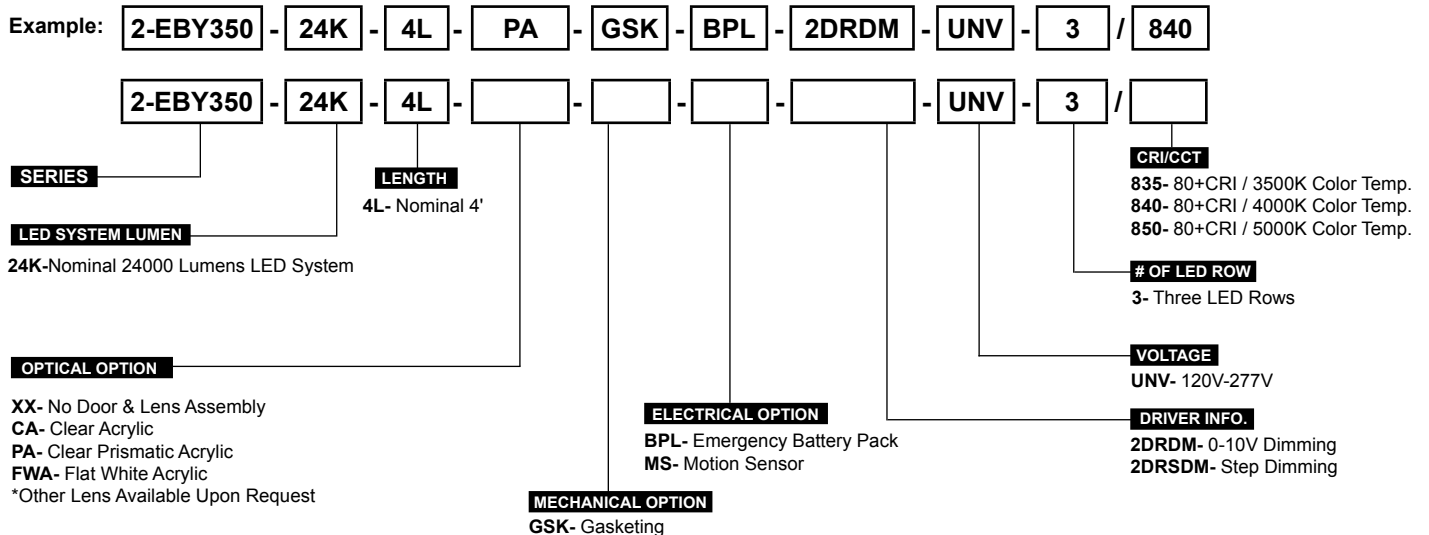 Example: 2-EBY350 - 24K - 4L - PA - GSK - BPL - 2DRDM - UNV - 3 / 840
2-EBY350 - 24K - 4L - - - - - UNV - 3 /
SERIES
LENGTH
4L- Nominal 4'
LED SYSTEM LUMEN
24K-Nominal 24000 Lumens LED System
CRI/CCT
835- 80+CRI / 3500K Color Temp.
840- 80+CRI / 4000K Color Temp.
850- 80+CRI / 5000K Color Temp.
# OF LED ROW
3- Three LED Rows
VOLTAGE
UNV- 120V-277V
OPTICAL OPTION
XX- No Door & Lens Assembly
CA- Clear Acrylic
PA- Clear Prismatic Acrylic
FWA- Flat White Acrylic
*Other Lens Available Upon Request
ELECTRICAL OPTION
BPL- Emergency Battery Pack
MS- Motion Sensor
DRIVER INFO.
2DRDM- 0-10V Dimming
2DRSDM- Step Dimming
MECHANICAL OPTION
GSK- Gasketing